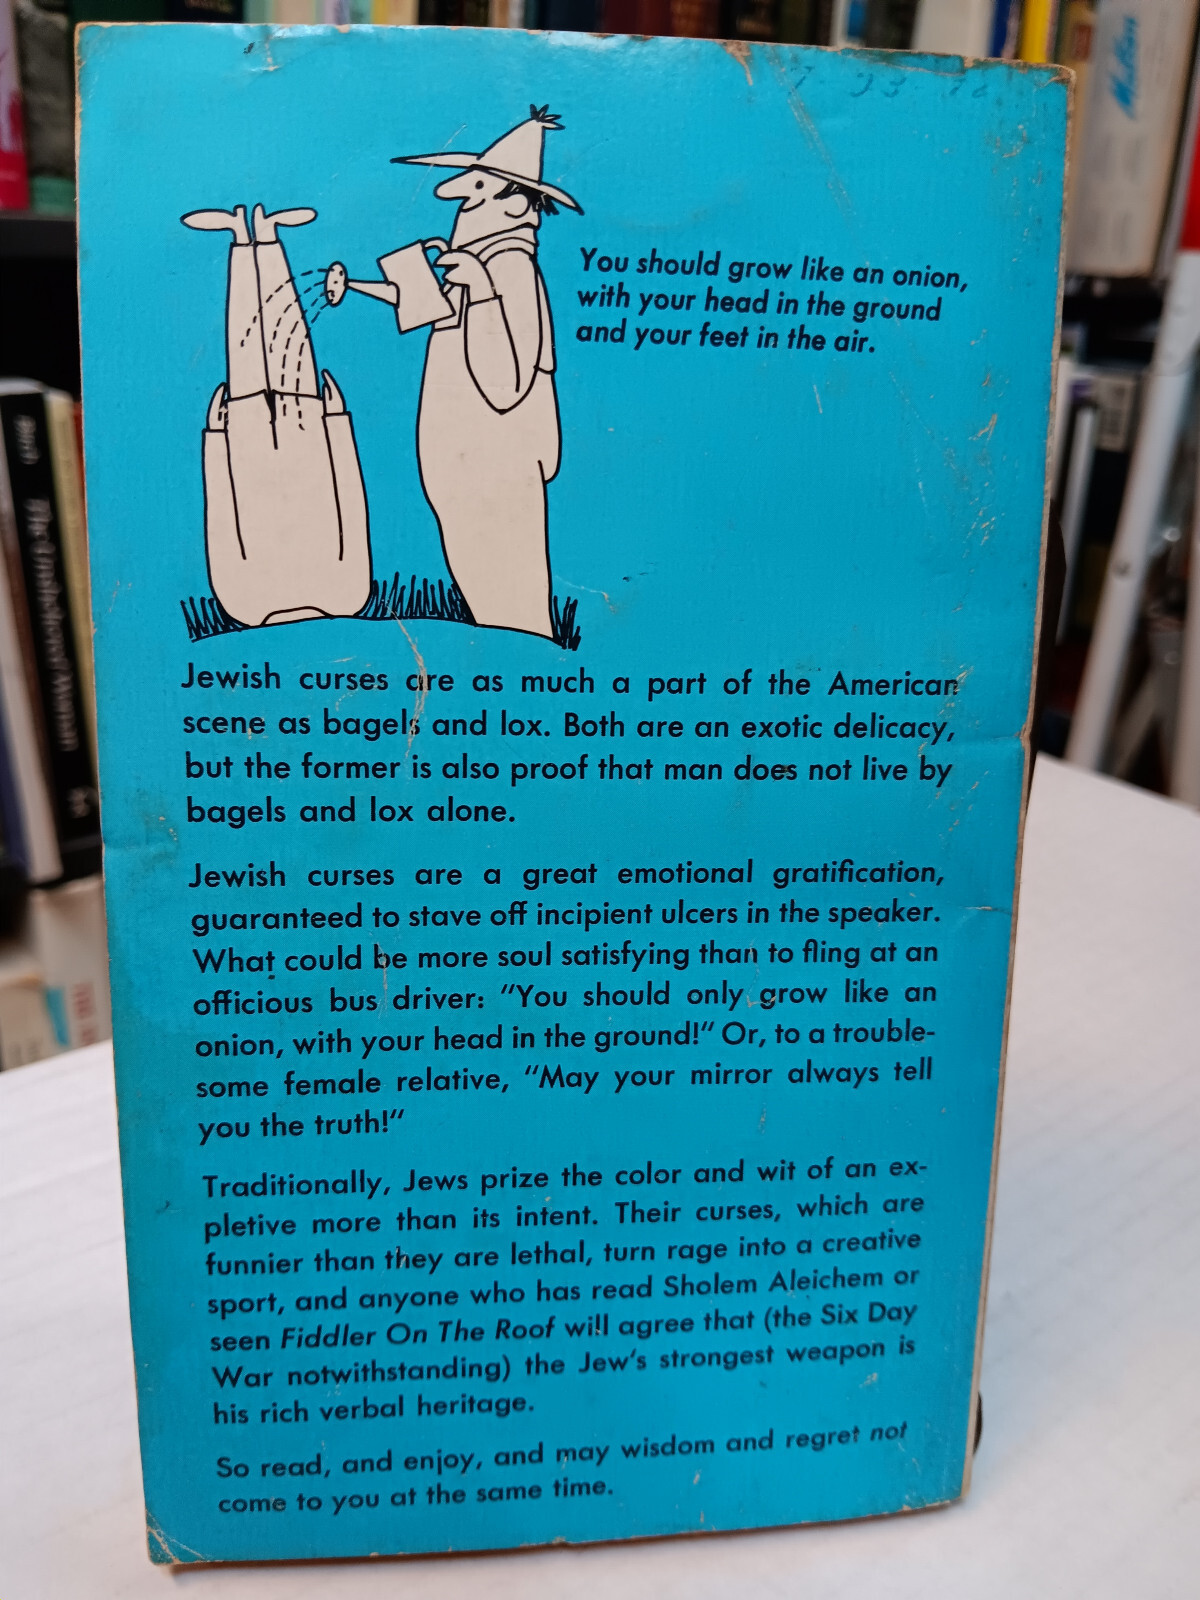 You should grow like an onion,
with your head in the ground
and your feet in the air.
Jewish curses are as much a part of the American
scene as bagels and lox. Both are an exotic delicacy,
but the former is also proof that man does not live by
bagels and lox alone.
Jewish curses are a great emotional gratification,
guaranteed to stave off incipient ulcers in the speaker.
What could be more soul satisfying than to fling at an
officious bus driver: "You should only grow like an
onion, with your head in the ground!" Or, to a trouble-
some female relative, "May your mirror always tell
you the truth!"
Traditionally, Jews prize the color and wit of an ex-
pletive more than its intent. Their curses, which are
funnier than they are lethal, turn rage into a creative
sport, and anyone who has read Sholem Aleichem or
seen Fiddler On The Roof will agree that (the Six Day
War notwithstanding) the Jew's strongest weapon is
his rich verbal heritage.
So read, and enjoy, and may wisdom and regret not
come to you at the same time.